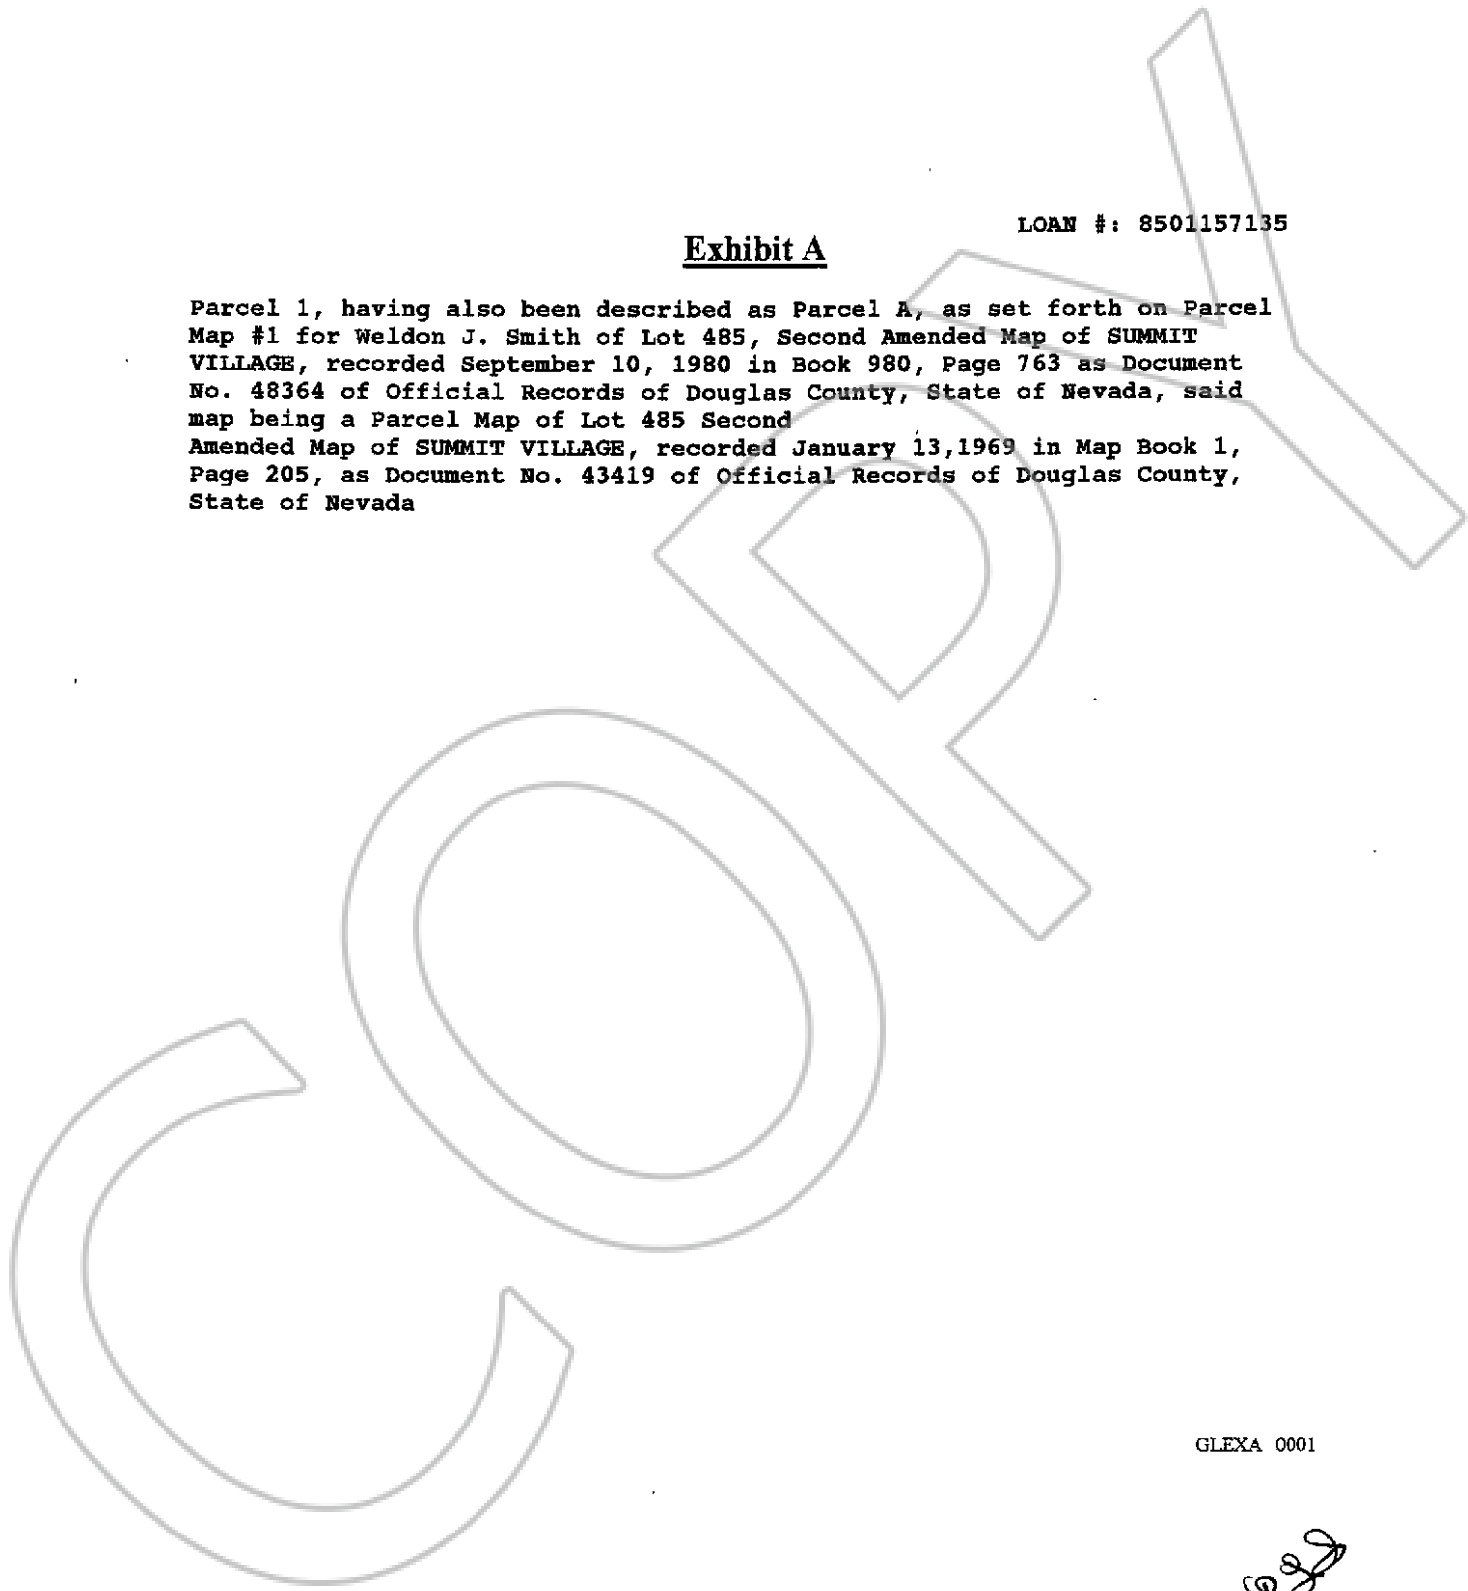 LOAN #: 8501157135
Exhibit A
Parcel 1, having also been described as Parcel A, as set forth on Parcel
Map #1 for Weldon J. Smith of Lot 485, Second Amended Map of SUMMIT
VILLAGE, recorded September 10, 1980 in Book 980, Page 763 as Document
No. 48364 of Official Records of Douglas County, State of Nevada, said
map being a Parcel Map of Lot 485 Second
Amended Map of SUMMIT VILLAGE, recorded January 13,1969 in Map Book 1,
Page 205, as Document No. 43419 of Official Records of Douglas County,
State of Nevada
COPY
GLEXA 0001